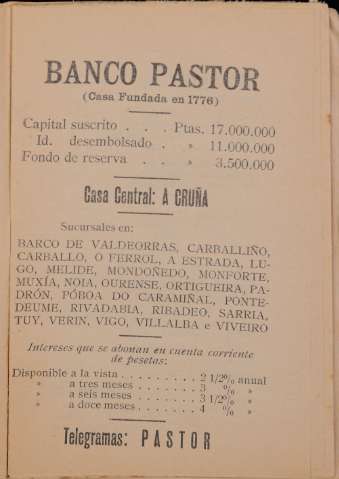 BANCO PASTOR
(Casa Fundada en 1776)
Capital suscrito . . . Ptas. 17.000.000
Id. desembolsado . » 11.000.000
Fondo de reserva . . » 3.500.000
Casa Central: A CRUÑA
Sucursales en:
BARCO DE VALDEORRAS, CARBALLIÑO,
CARBALLO, O FERROL, A ESTRADA, LU-
GO, MELIDE, MONDOÑEDO, MONFORTE,
MUXÍA, NOIA, OURENSE, ORTIGUEIRA, PA-
DRÓN, PÓBOA DO CARAMIÑAL, PONTE-
DEUME, RIVADABIA, RIBADEO, SARRIA,
TUY, VERIN, VIGO, VILLALBA e VIVEIRO
Intereses que se abonan en cuenta corriente
de pesetas:
Disponible a la vista . . . . . . . . 2 1/2% anual
» a tres meses . . . . . . . 3 % »
» a seis meses . . . . . . . 3 1/2% »
» a doce meses . . . . . . 4 % »
Telegramas: PASTOR